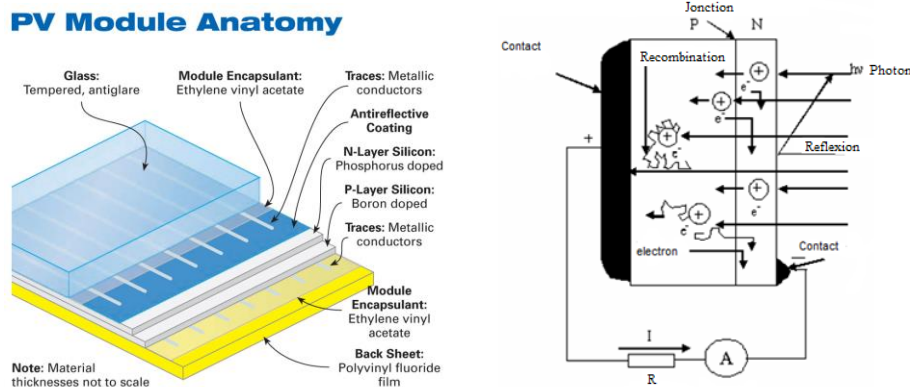 PV Module Anatomy
Glass:
Tempered, antiglare
Module Encapsulant:
Ethylene vinyl acetate
Traces: Metallic
conductors
Antireflective
Coating
N-Layer Silicon:
Phosphorus doped
P-Layer Silicon:
Boron doped
Traces: Metallic
conductors
Module
Encapsulant:
Ethylene vinyl
acetate
Back Sheet:
Polyvinyl fluoride
film
Note: Material
thicknesses not to scale
Jonction
P
N
Contact
Recombination
hν Photon
+
e-
+
e-
+
e-
Reflexion
+
+
e-
+
e-
electron
Contact
I
A
R